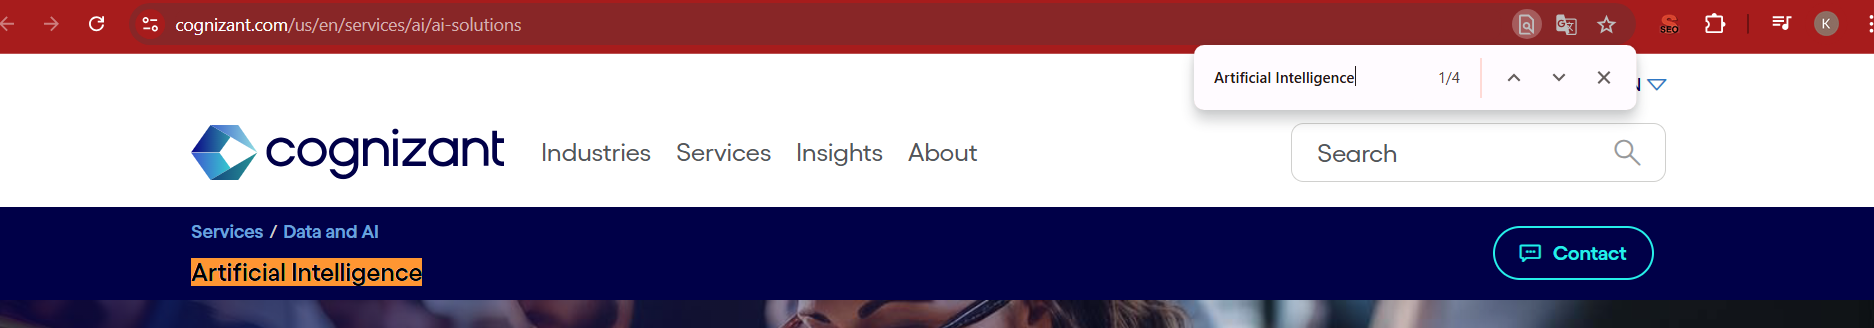 cognizant.com/us/en/services/ai/ai-solutions
SEO
K
Artificial Intelligence 1/4
cognizant
Industries Services Insights About
Search
Services / Data and AI
Artificial Intelligence
Contact